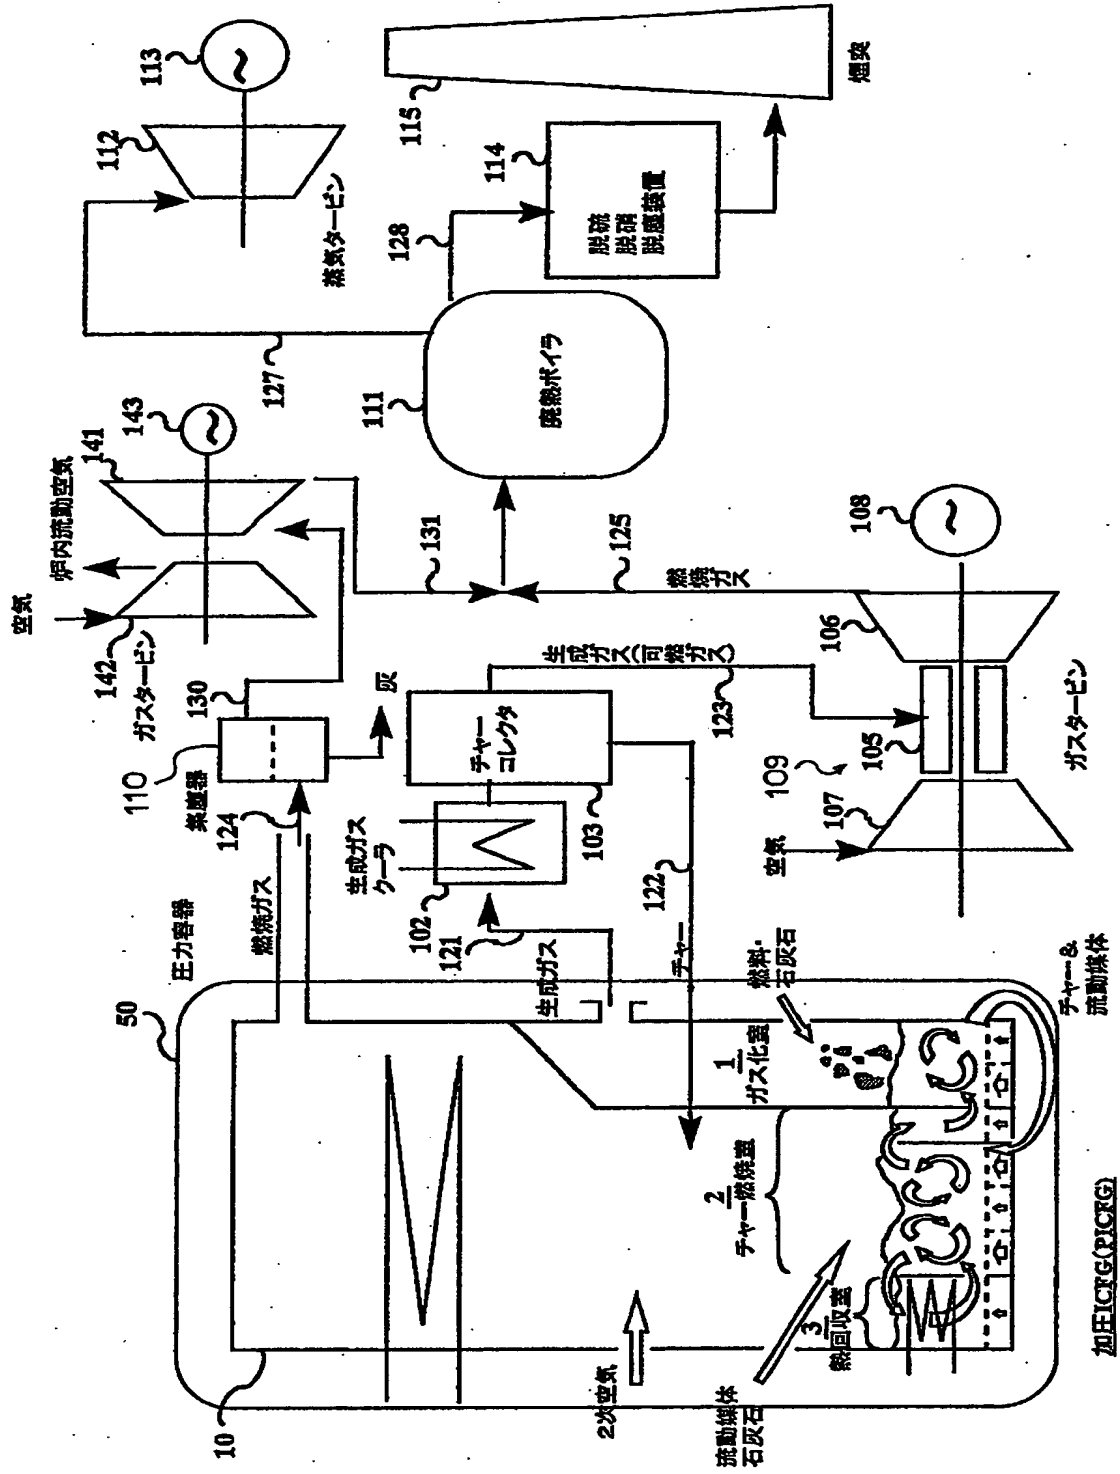 10
50
圧力容器
2次空気
流動媒体
石灰石
3
熱回収室
2
チャー燃焼室
1
ガス化室
燃料・
石灰石
チャー&
流動媒体
加圧ICFG(PICFG)
燃焼ガス
生成ガス
チャー
121
122
124
集塵器
110
130
灰
生成ガス
クーラ
102
チャー
コレクタ
103
生成ガス(可燃ガス)
123
空気
142
ガスタービン
炉内流動空気
141
143
131
125
燃焼ガス
空気
107
109
105
106
108
ガスタービン
127
111
廃熱ボイラ
128
蒸気タービン
112
113
114
脱硫
脱硝
脱塵装置
115
煙突